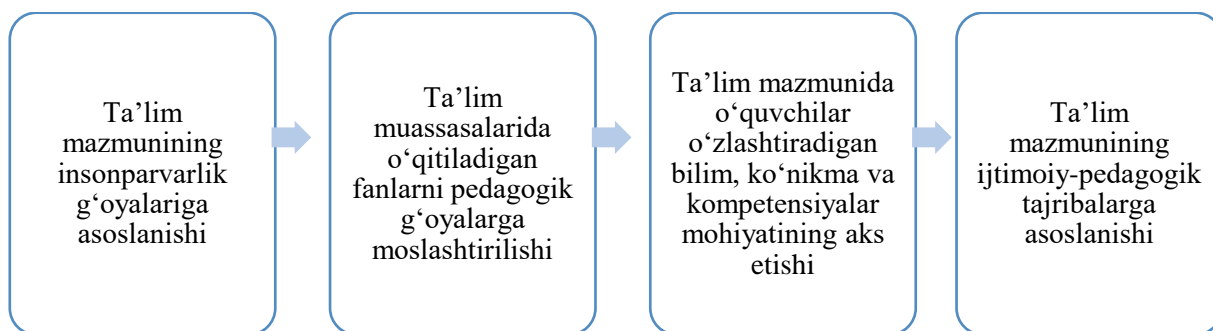 Ta’lim
mazmunining
insonparvarlik
g‘oyalariga
asoslanishi
Ta’lim
muassasalarida
o‘qitiladigan
fanlarni pedagogik
g‘oyalarga
moslashtirilishi
Ta’lim mazmunida
o‘quvchilar
o‘zlashtiradigan
bilim, ko‘nikma va
kompetensiyalar
mohiyatining aks
etishi
Ta’lim
mazmunining
ijtimoiy-pedagogik
tajribalarga
asoslanishi